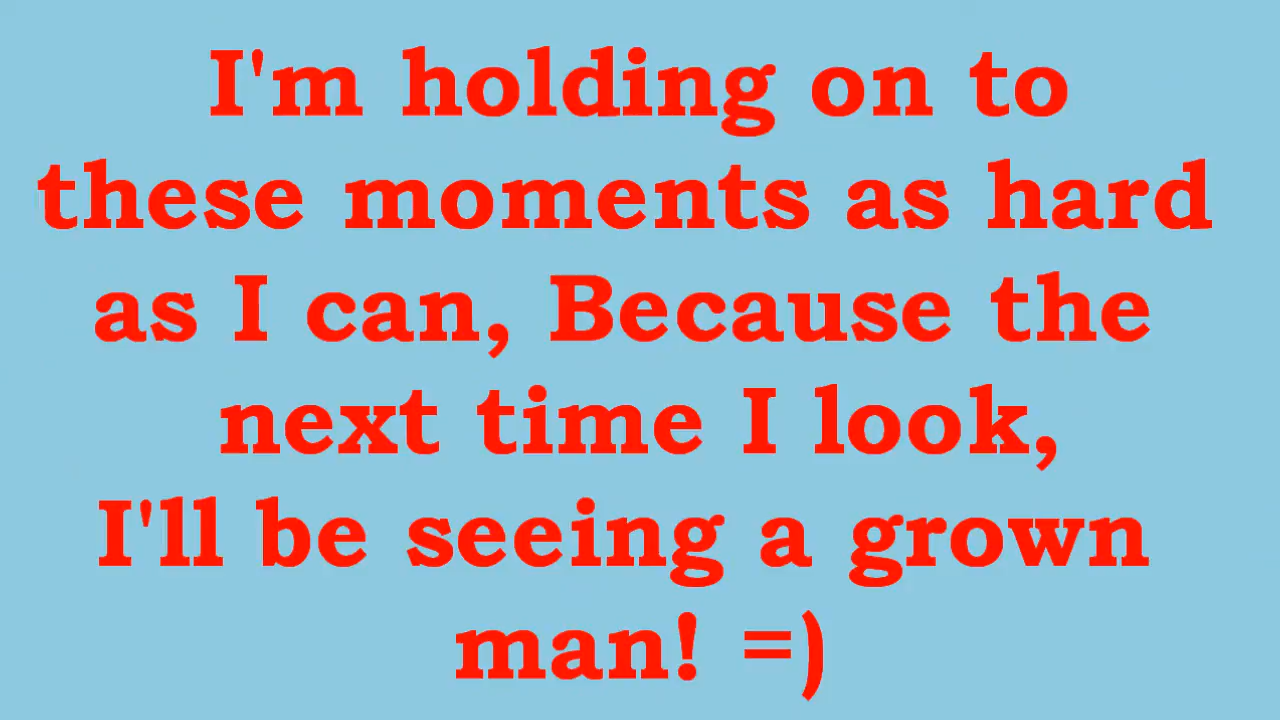 I'm holding on to
these moments as hard
as I can, Because the
next time I look,
I'll be seeing a grown
man! =)